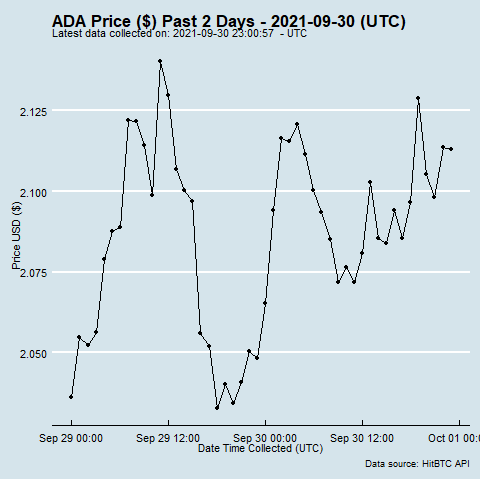 ADA Price ($) Past 2 Days - 2021-09-30 (UTC)
Latest data collected on: 2021-09-30 23:00:57 - UTC
Price USD ($)
2.125
2.100
2.075
2.050
Sep 29 00:00 Sep 29 12:00 Sep 30 00:00 Sep 30 12:00 Oct 01 00:0
Date Time Collected (UTC)
Data source: HitBTC API